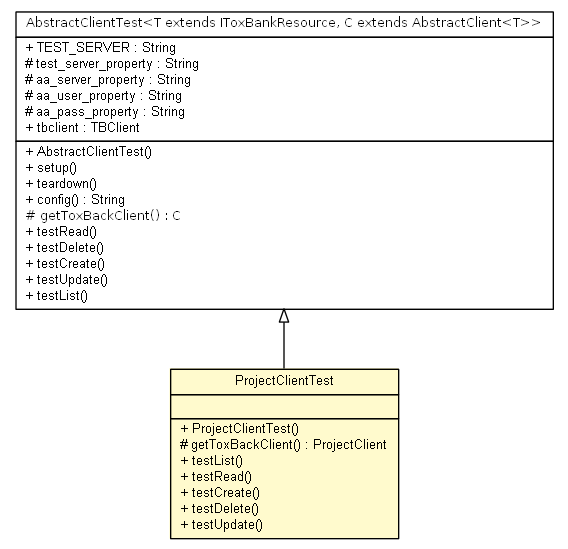 AbstractClientTest<T extends IToxBankResource, C extends AbstractClient<T>>
+ TEST_SERVER : String
# test_server_property : String
# aa_server_property : String
# aa_user_property : String
# aa_pass_property : String
+ tbclient : TBClient
+ AbstractClientTest()
+ setup()
+ teardown()
+ config() : String
# getToxBackClient() : C
+ testRead()
+ testDelete()
+ testCreate()
+ testUpdate()
+ testList()
ProjectClientTest
+ ProjectClientTest()
# getToxBackClient() : ProjectClient
+ testList()
+ testRead()
+ testCreate()
+ testDelete()
+ testUpdate()